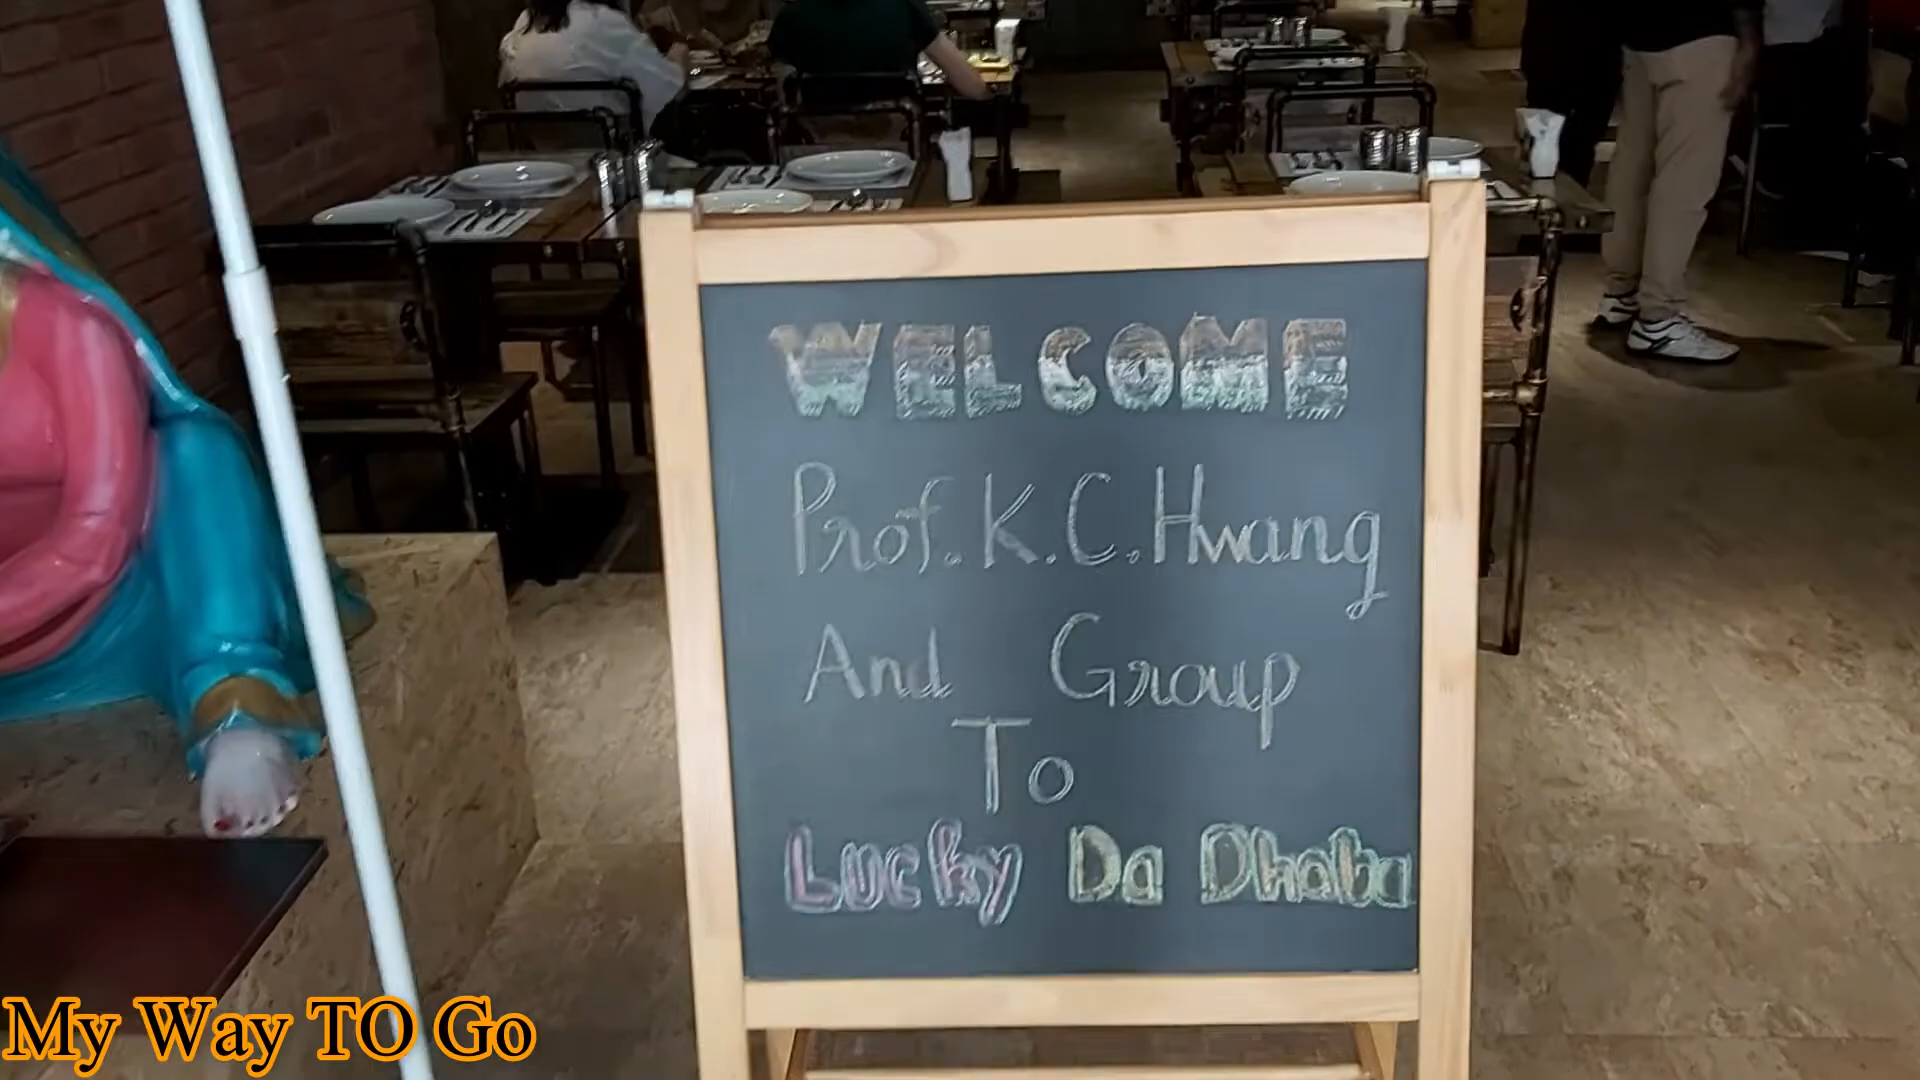 WELCOME
Prof. K. C. Hwang
And Group
To
Lucky Da Dhaba
My Way TO Go